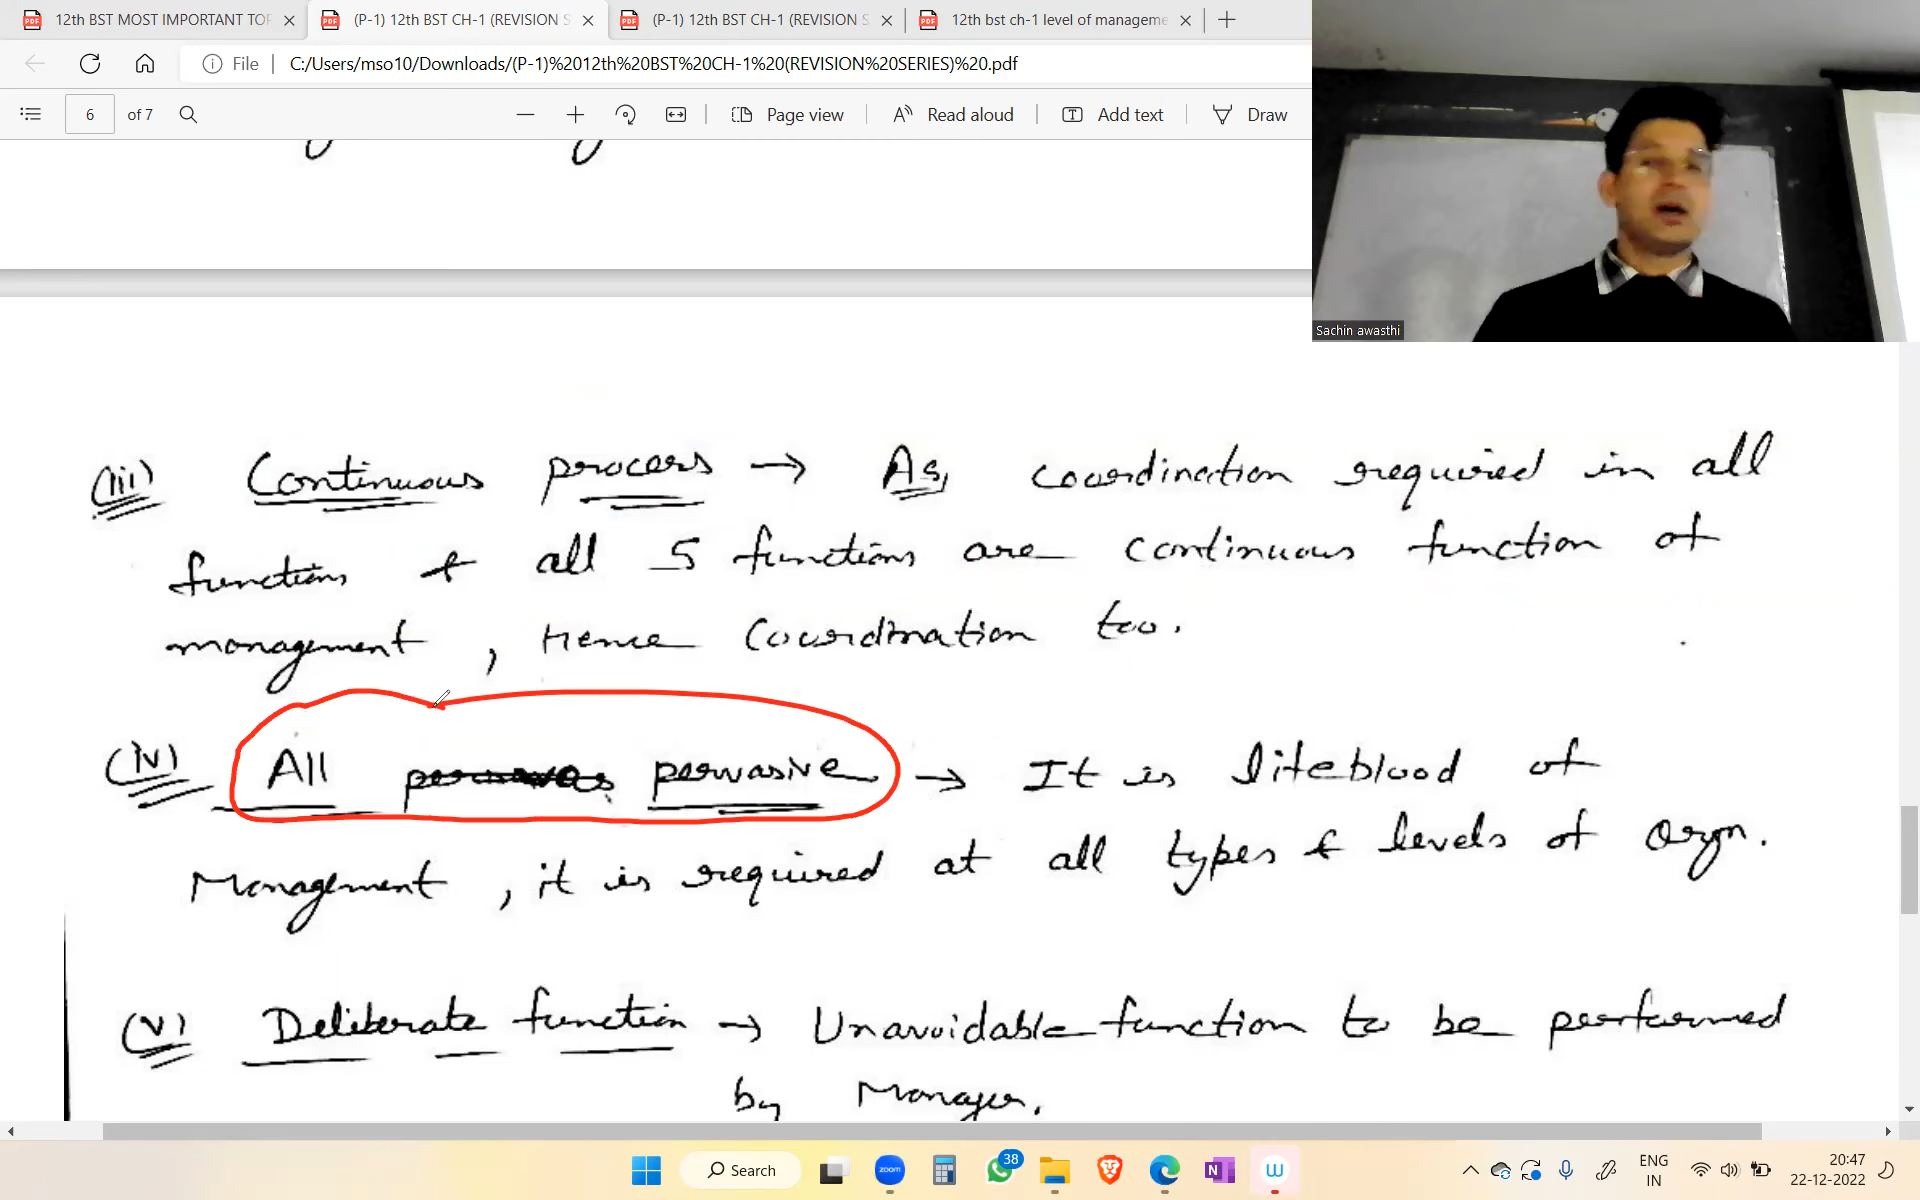 12th BST MOST IMPORTANT TOP
(P-1) 12th BST CH-1 (REVISION S
(P-1) 12th BST CH-1 (REVISION S
12th bst ch-1 level of manageme
File
C:/Users/mso10/Downloads/(P-1)%2012th%20BST%20CH-1%20(REVISION%20SERIES)%20.pdf
6 of 7
Page view
Read aloud
Add text
Draw
Sachin awasthi
(iii) Continuous process → As, coordination required in all
functions & all 5 functions are continuous function of
management, Hence Coordination too.
(iv) All pervasive → It is lifeblood of
Management, it is required at all types & levels of orgn.
(v) Deliberate function → Unavoidable function to be performed
by Manager.
zoom
Search
38
ENG
IN
20:47
22-12-2022